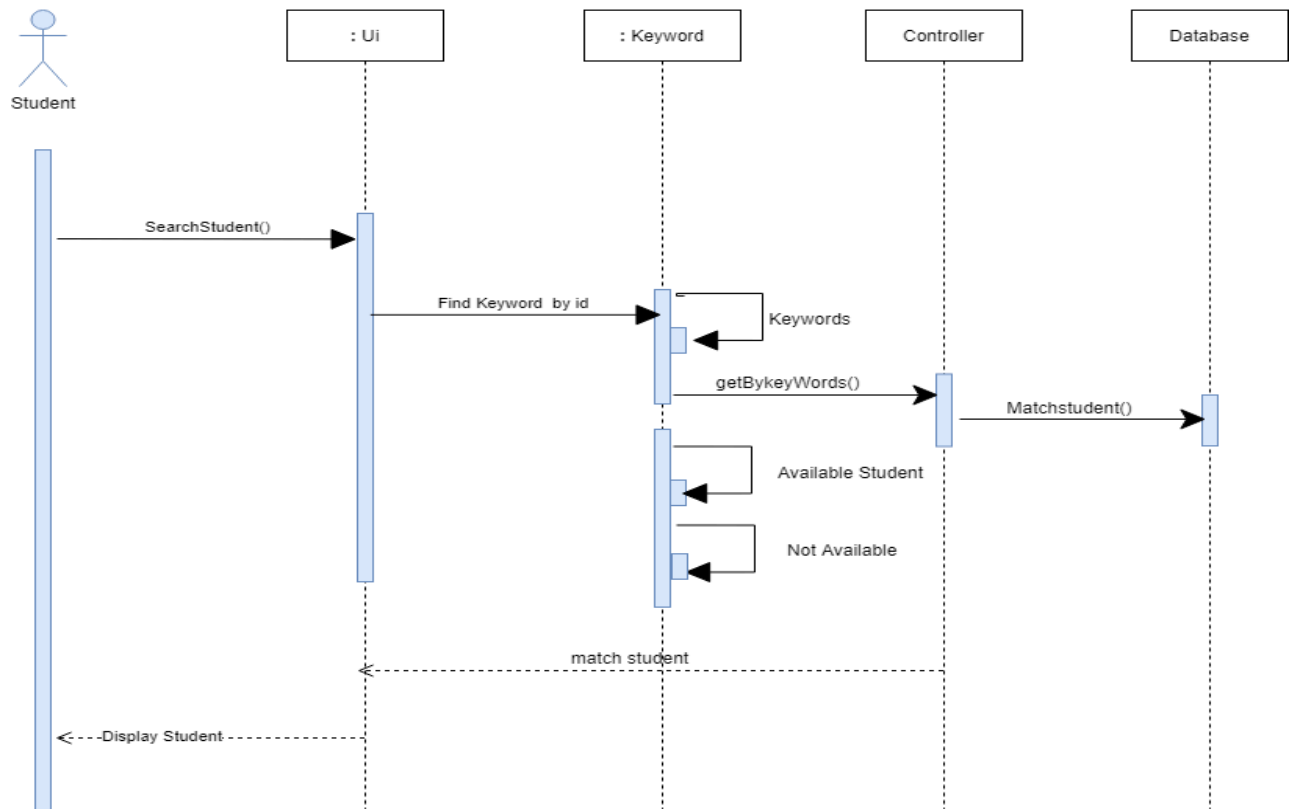 : Ui
: Keyword
Controller
Database
Student
SearchStudent()
Find Keyword  by id
Keywords
getBykeyWords()
Matchstudent()
Available Student
Not Available
match student
Display Student